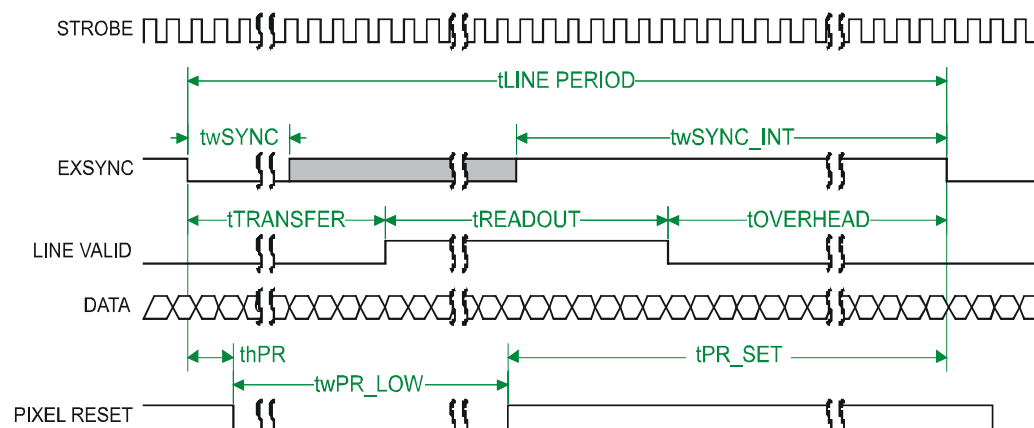 STROBE
tLINE PERIOD
twSYNC
twSYNC_INT
EXSYNC
tTRANSFER
tREADOUT
tOVERHEAD
LINE VALID
DATA
thPR
tPR_SET
twPR_LOW
PIXEL RESET